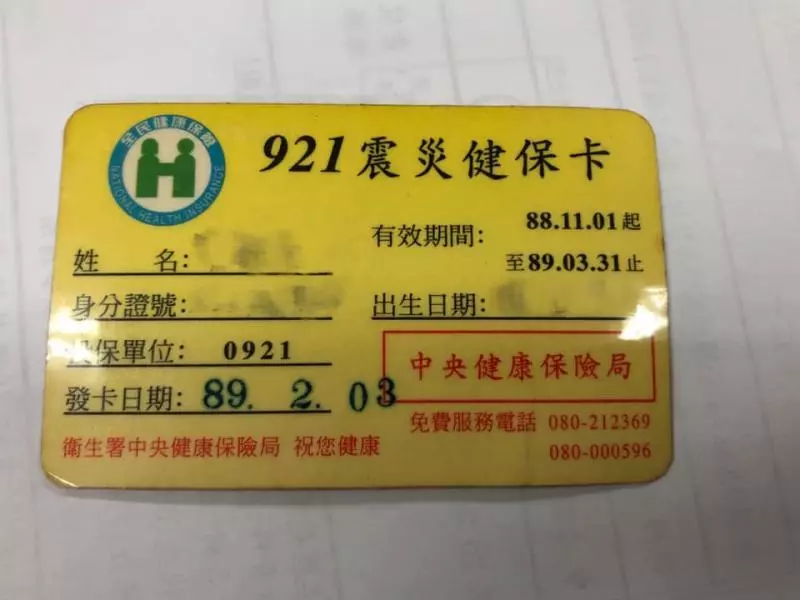 全民健康保險
NATIONAL HEALTH INSURANCE
921震災健保卡
有效期間: 88.11.01起
至89.03.31止
姓 名:
身分證號:
出生日期:
保單位: 0921
中央健康保險局
發卡日期: 89. 2. 03
免費服務電話 080-212369
080-000596
衛生署中央健康保險局 祝您健康